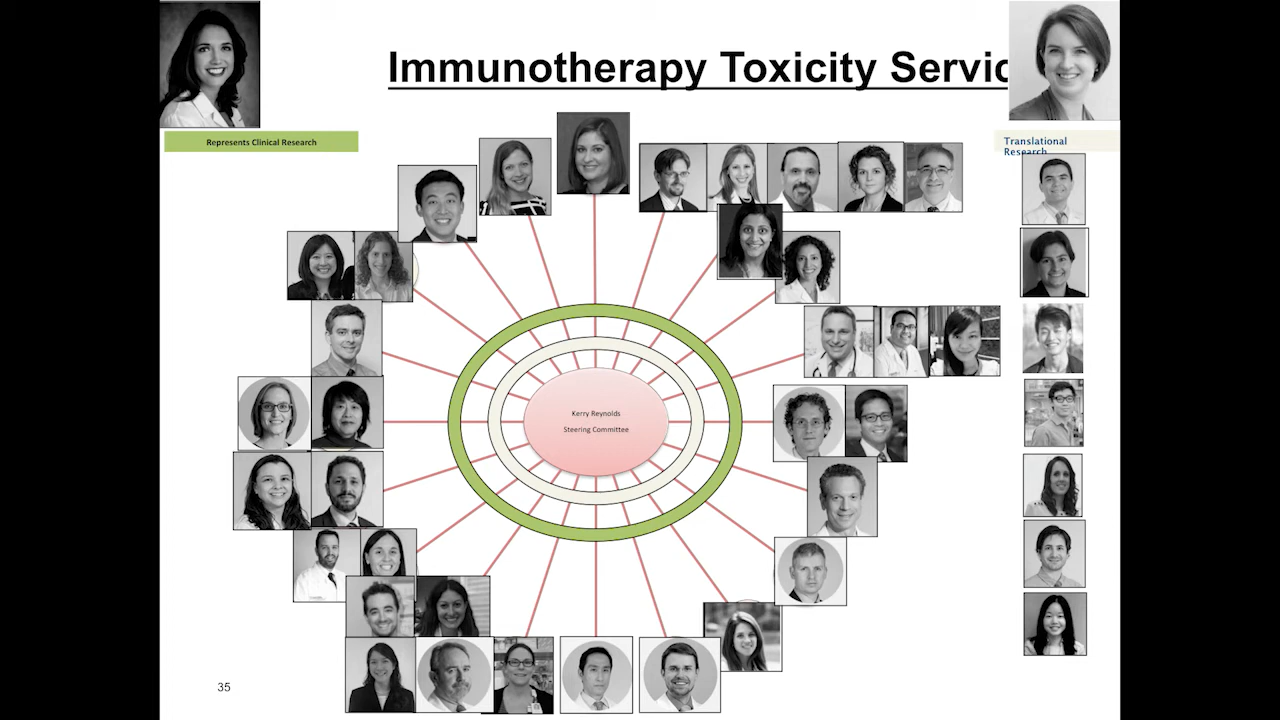 Immunotherapy Toxicity Servic
Represents Clinical Research
Translational
Research
Kerry Reynolds
Steering Committee
35